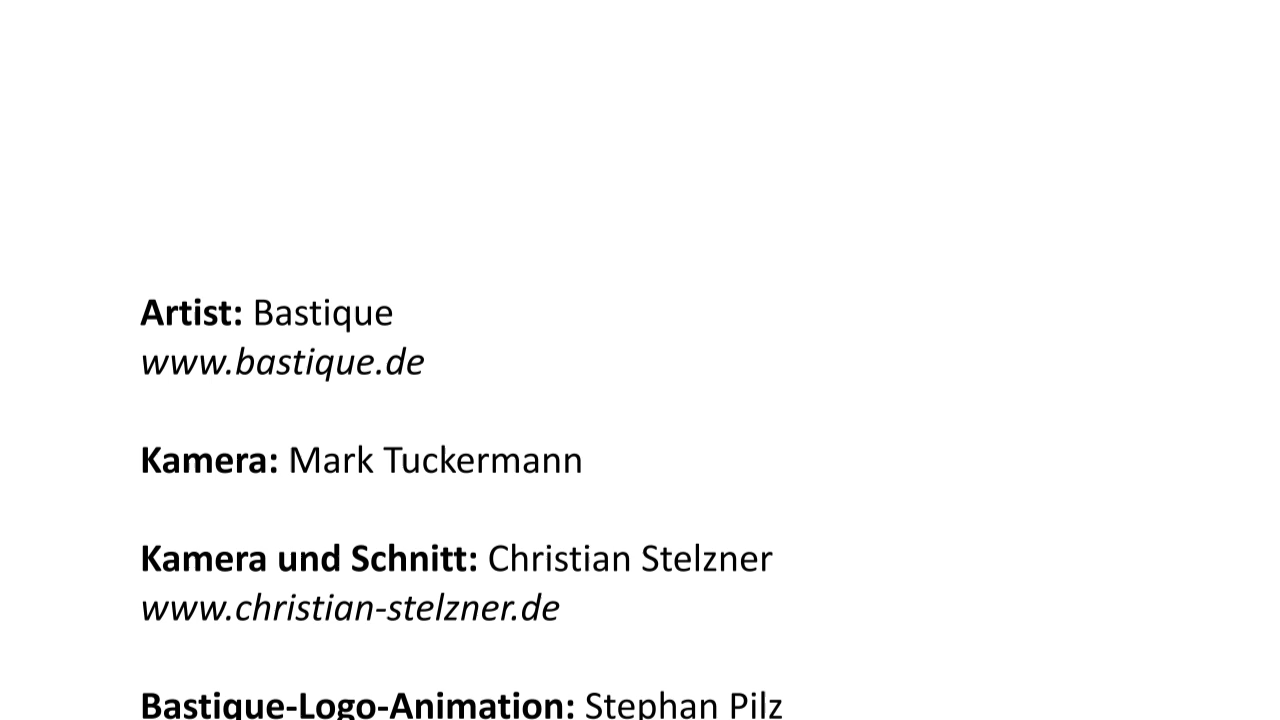 Artist: Bastique
www.bastique.de
Kamera: Mark Tuckermann
Kamera und Schnitt: Christian Stelzner
www.christian-stelzner.de
Bastique-Logo-Animation: Stephan Pilz